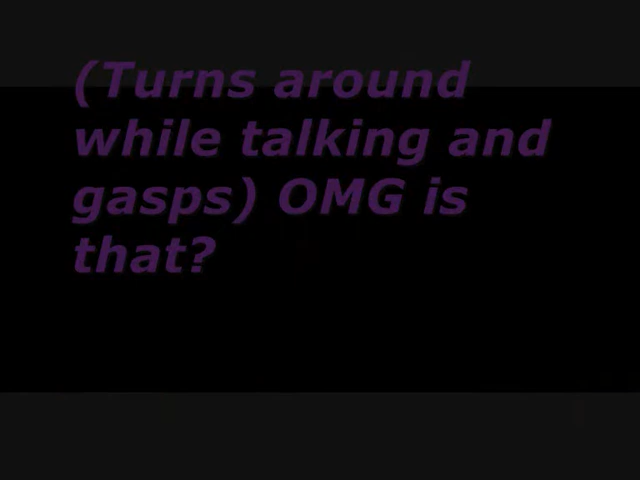 (Turns around
while talking and
gasps) OMG is
that?